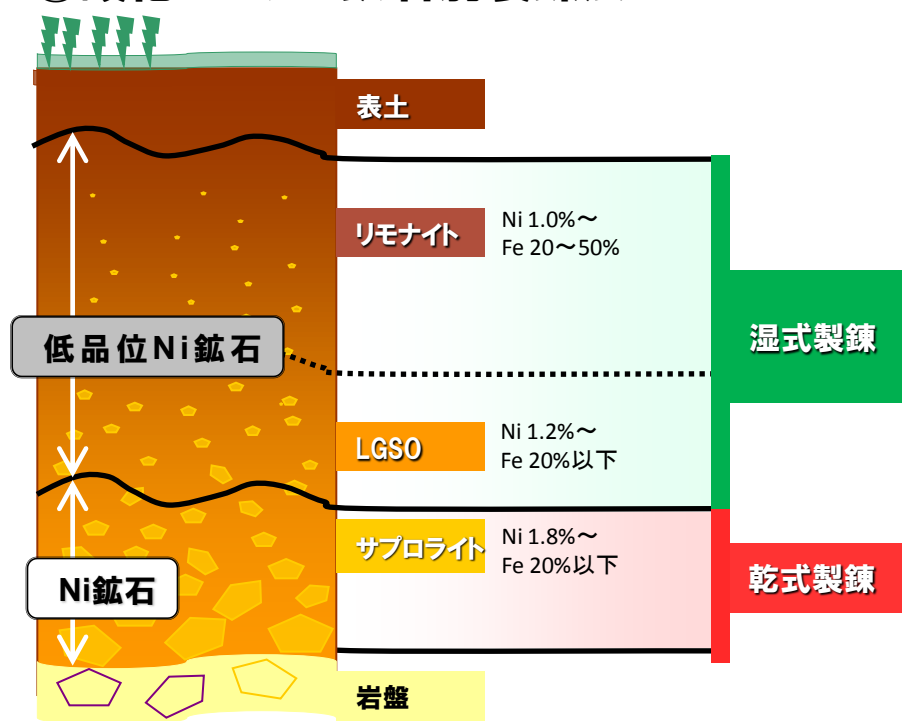 表土
リモナイト
Ni 1.0%～
Fe 20～50%
湿式製錬
低品位Ni鉱石
LGSO
Ni 1.2%～
Fe 20%以下
サプロライト
Ni 1.8%～
Fe 20%以下
乾式製錬
Ni鉱石
岩盤